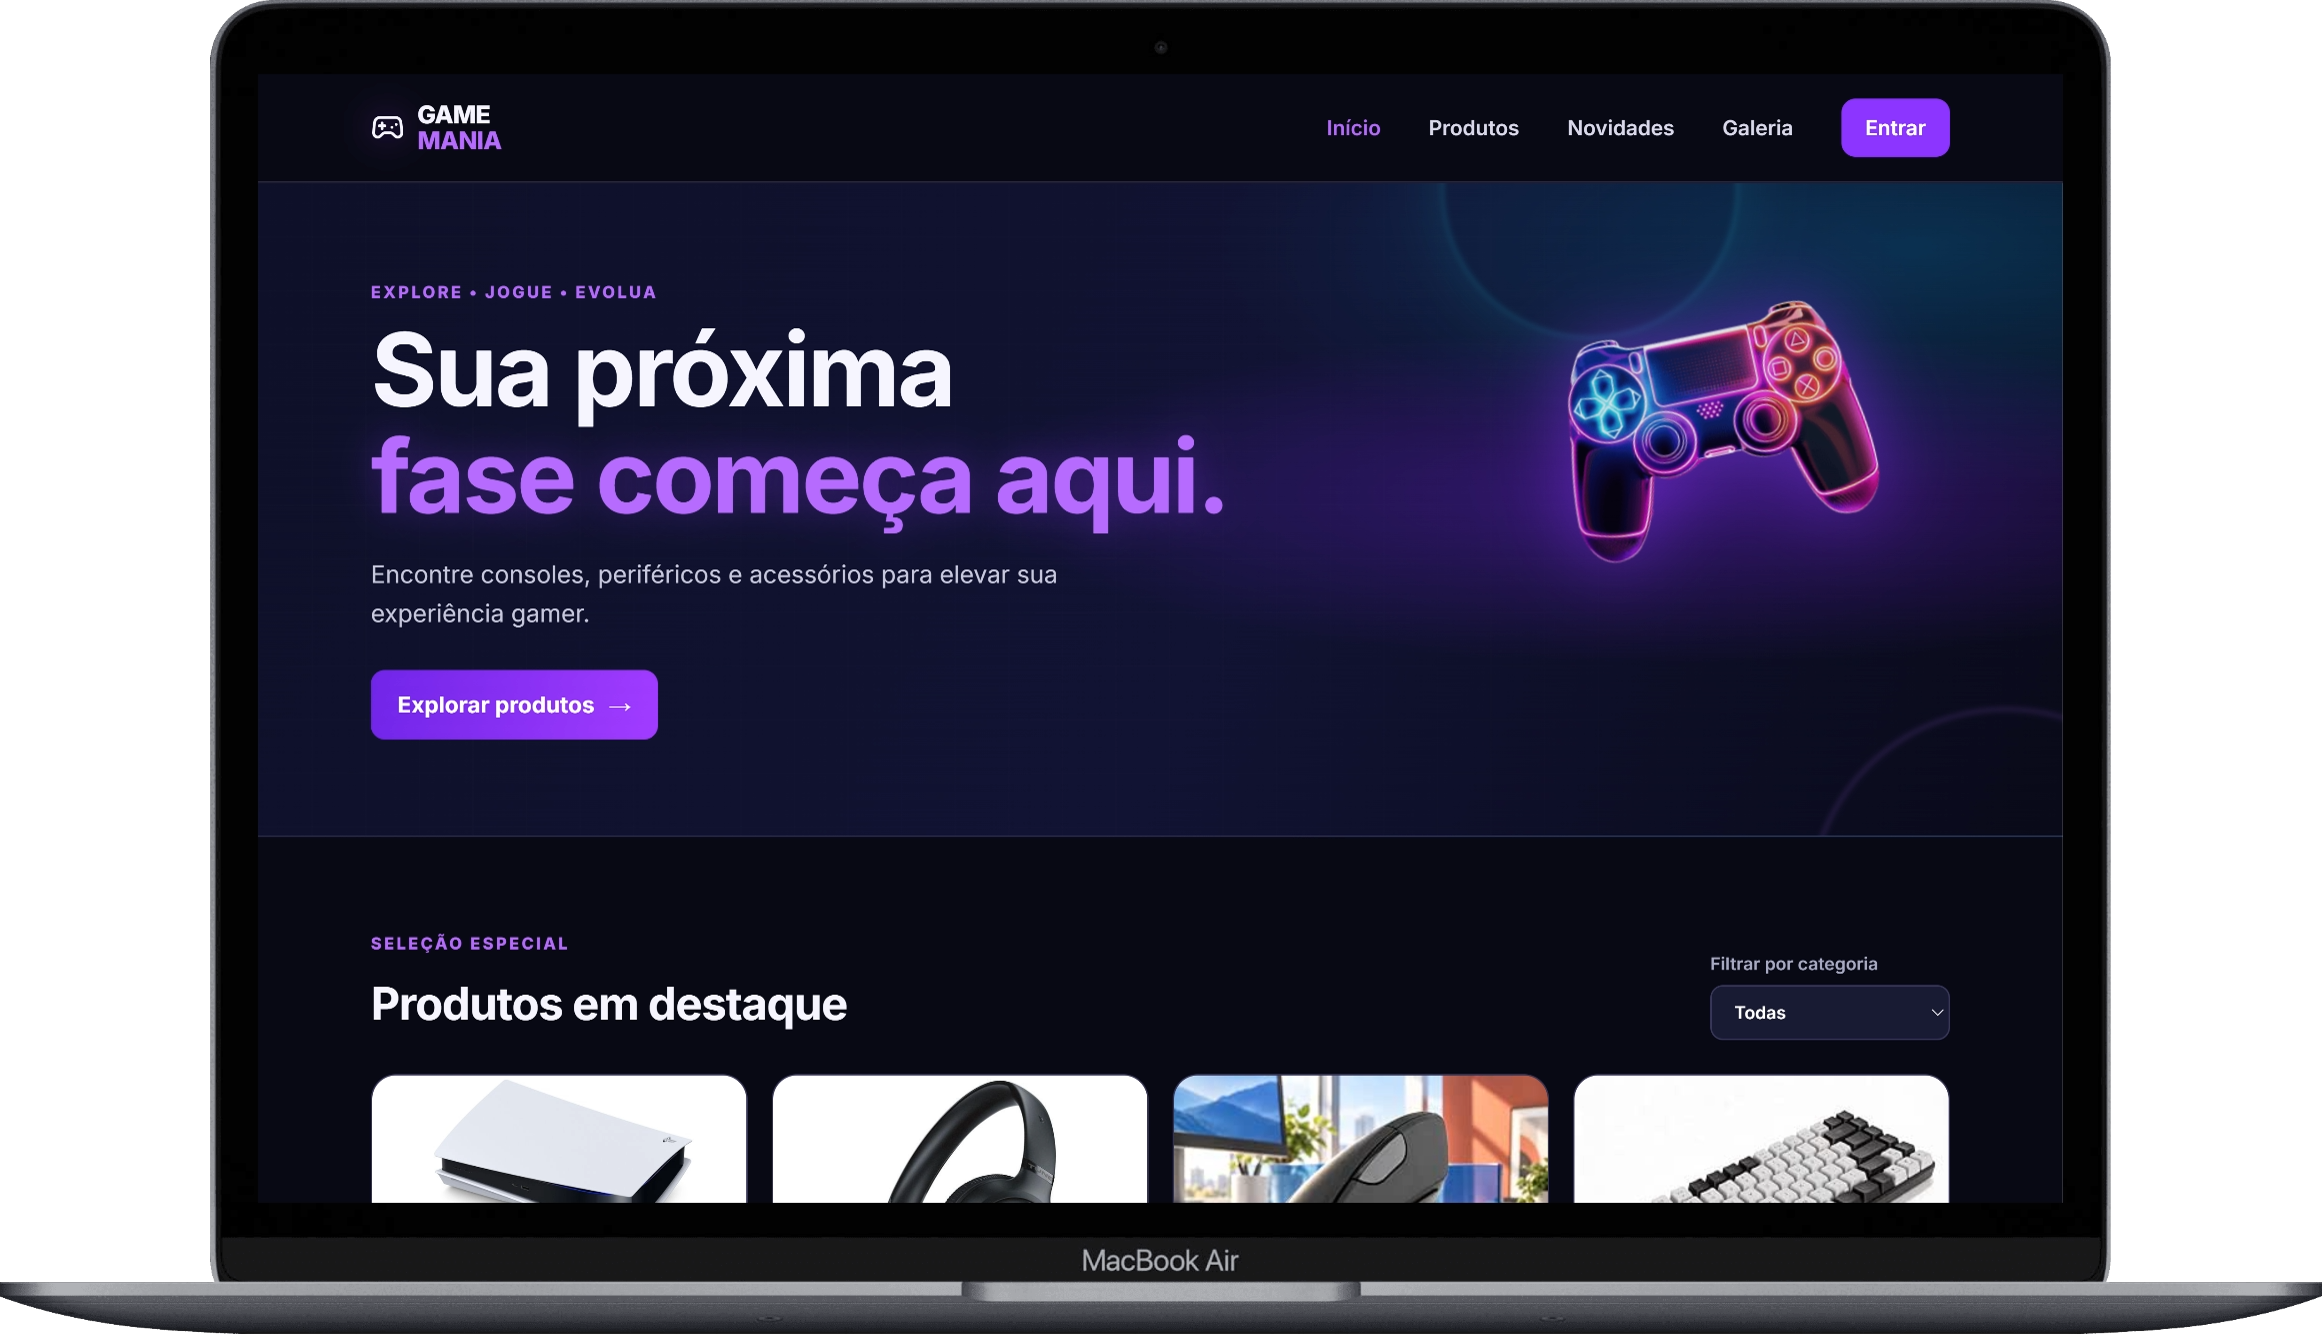 GAME
MANIA
Início
Produtos
Novidades
Galeria
Entrar
EXPLORE • JOGUE • EVOLUA
Sua próxima
fase começa aqui.
Encontre consoles, periféricos e acessórios para elevar sua
experiência gamer.
Explorar produtos →
SELEÇÃO ESPECIAL
Produtos em destaque
Filtrar por categoria
Todas
MacBook Air